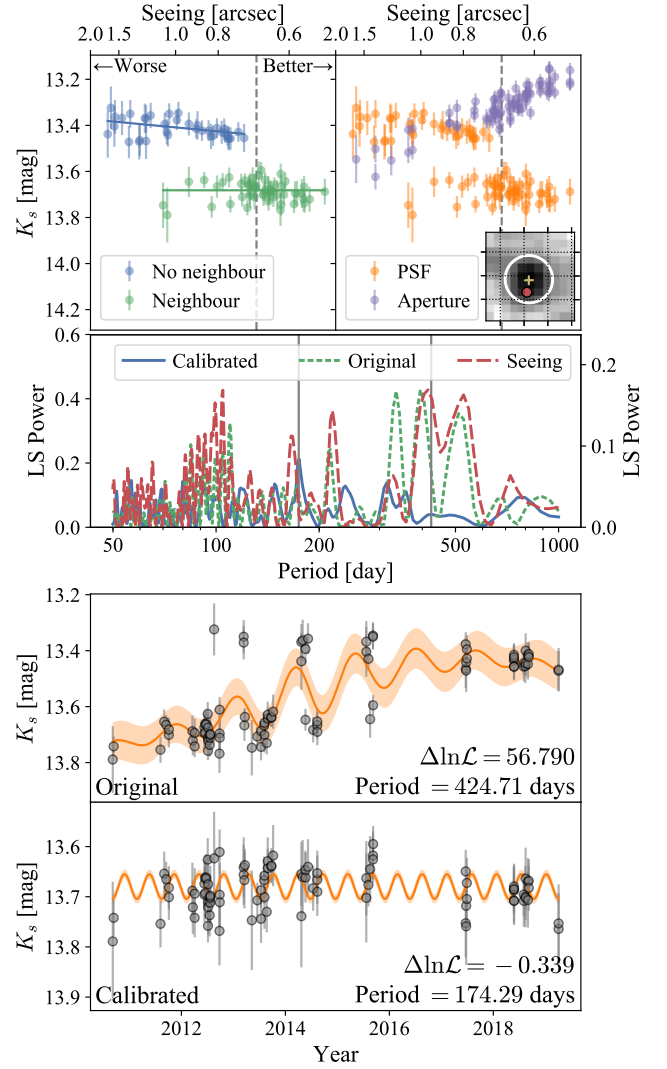 Seeing [arcsec] Seeing [arcsec]
2.0 1.5 1.0 0.8 0.6 2.0 1.5 1.0 0.8 0.6
←Worse Better→
13.2
13.4
13.6
13.8
14.0
14.2
K_s [mag]
No neighbour
Neighbour
PSF
Aperture
0.6
0.4
0.2
0.0
LS Power
Calibrated Original Seeing
0.2
0.1
0.0
LS Power
50 100 200 500 1000
Period [day]
13.2
13.4
13.6
13.8
K_s [mag]
Δln𝓛 = 56.790
Original Period = 424.71 days
13.6
13.7
13.8
13.9
K_s [mag]
Δln𝓛 = −0.339
Calibrated Period = 174.29 days
2012 2014 2016 2018
Year